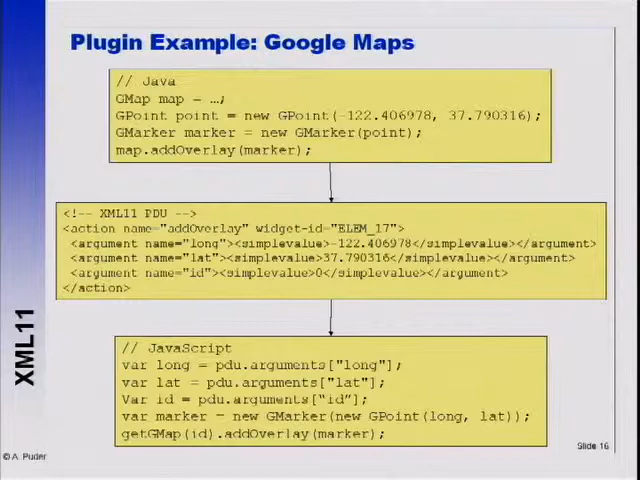 Plugin Example: Google Maps
// Java
GMap map = …;
GPoint point = new GPoint(-122.406978, 37.790316);
GMarker marker = new GMarker(point);
map.addOverlay(marker);
<!-- XML11 PDU -->
<action name="addOverlay" widget-id="ELEM_17">
<argument name="long"><simplevalue>-122.406978</simplevalue></argument>
<argument name="lat"><simplevalue>37.790316</simplevalue></argument>
<argument name="id"><simplevalue>0</simplevalue></argument>
</action>
// JavaScript
var long = pdu.arguments["long"];
var lat = pdu.arguments["lat"];
Var id = pdu.arguments["id"];
var marker = new GMarker(new GPoint(long, lat));
getGMap(id).addOverlay(marker);
XML11
Slide 16
© A. Puder